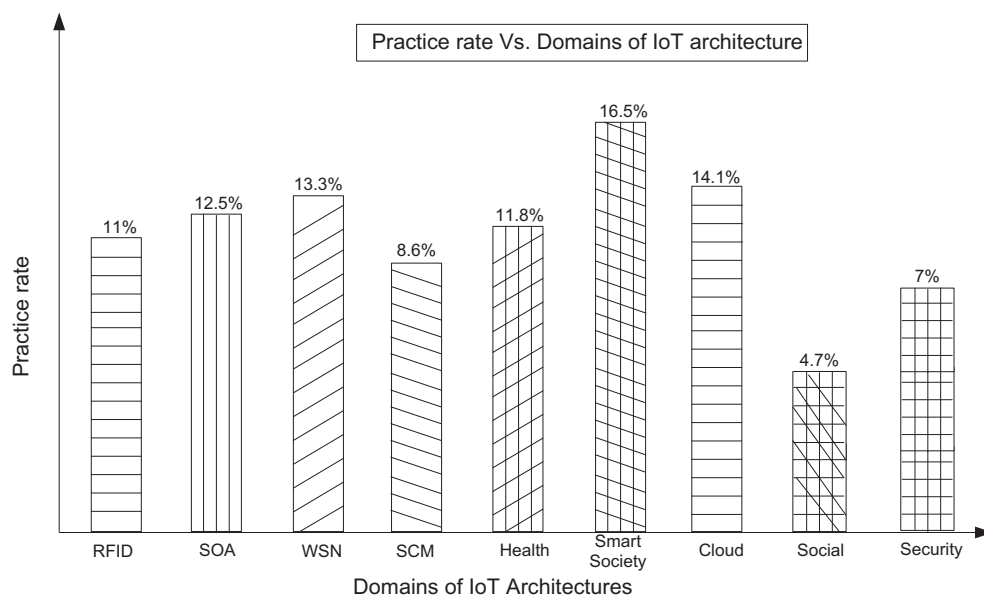 Practice rate Vs. Domains of IoT architecture
Practice rate
11%
12.5%
13.3%
8.6%
11.8%
16.5%
14.1%
4.7%
7%
RFID
SOA
WSN
SCM
Health
Smart
Society
Cloud
Social
Security
Domains of IoT Architectures